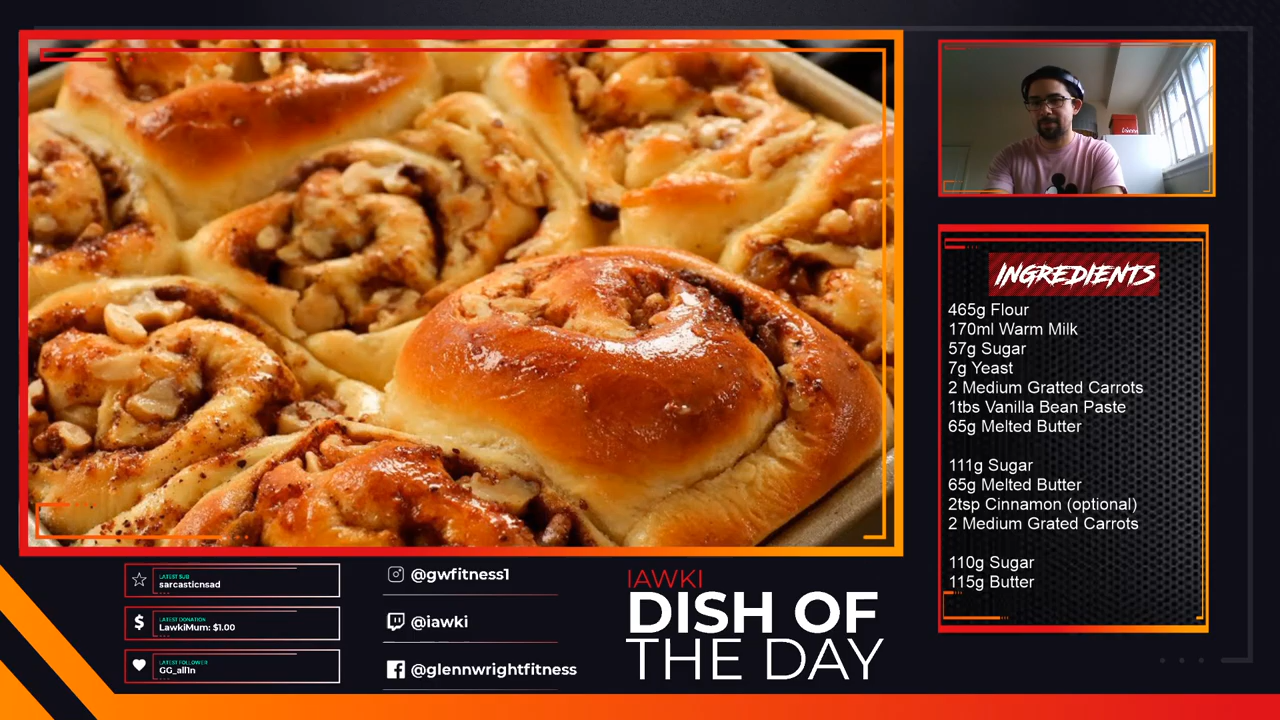 INGREDIENTS
465g Flour
170ml Warm Milk
57g Sugar
7g Yeast
2 Medium Gratted Carrots
1tbs Vanilla Bean Paste
65g Melted Butter
111g Sugar
65g Melted Butter
2tsp Cinnamon (optional)
2 Medium Grated Carrots
110g Sugar
115g Butter
LATEST SUB
sarcasticnsad
LATEST DONATION
LawkiMum: $1.00
LATEST FOLLOWER
GG_all1n
@gwfitness1
@iawki
@glennwrightfitness
IAWKI
DISH OF
THE DAY